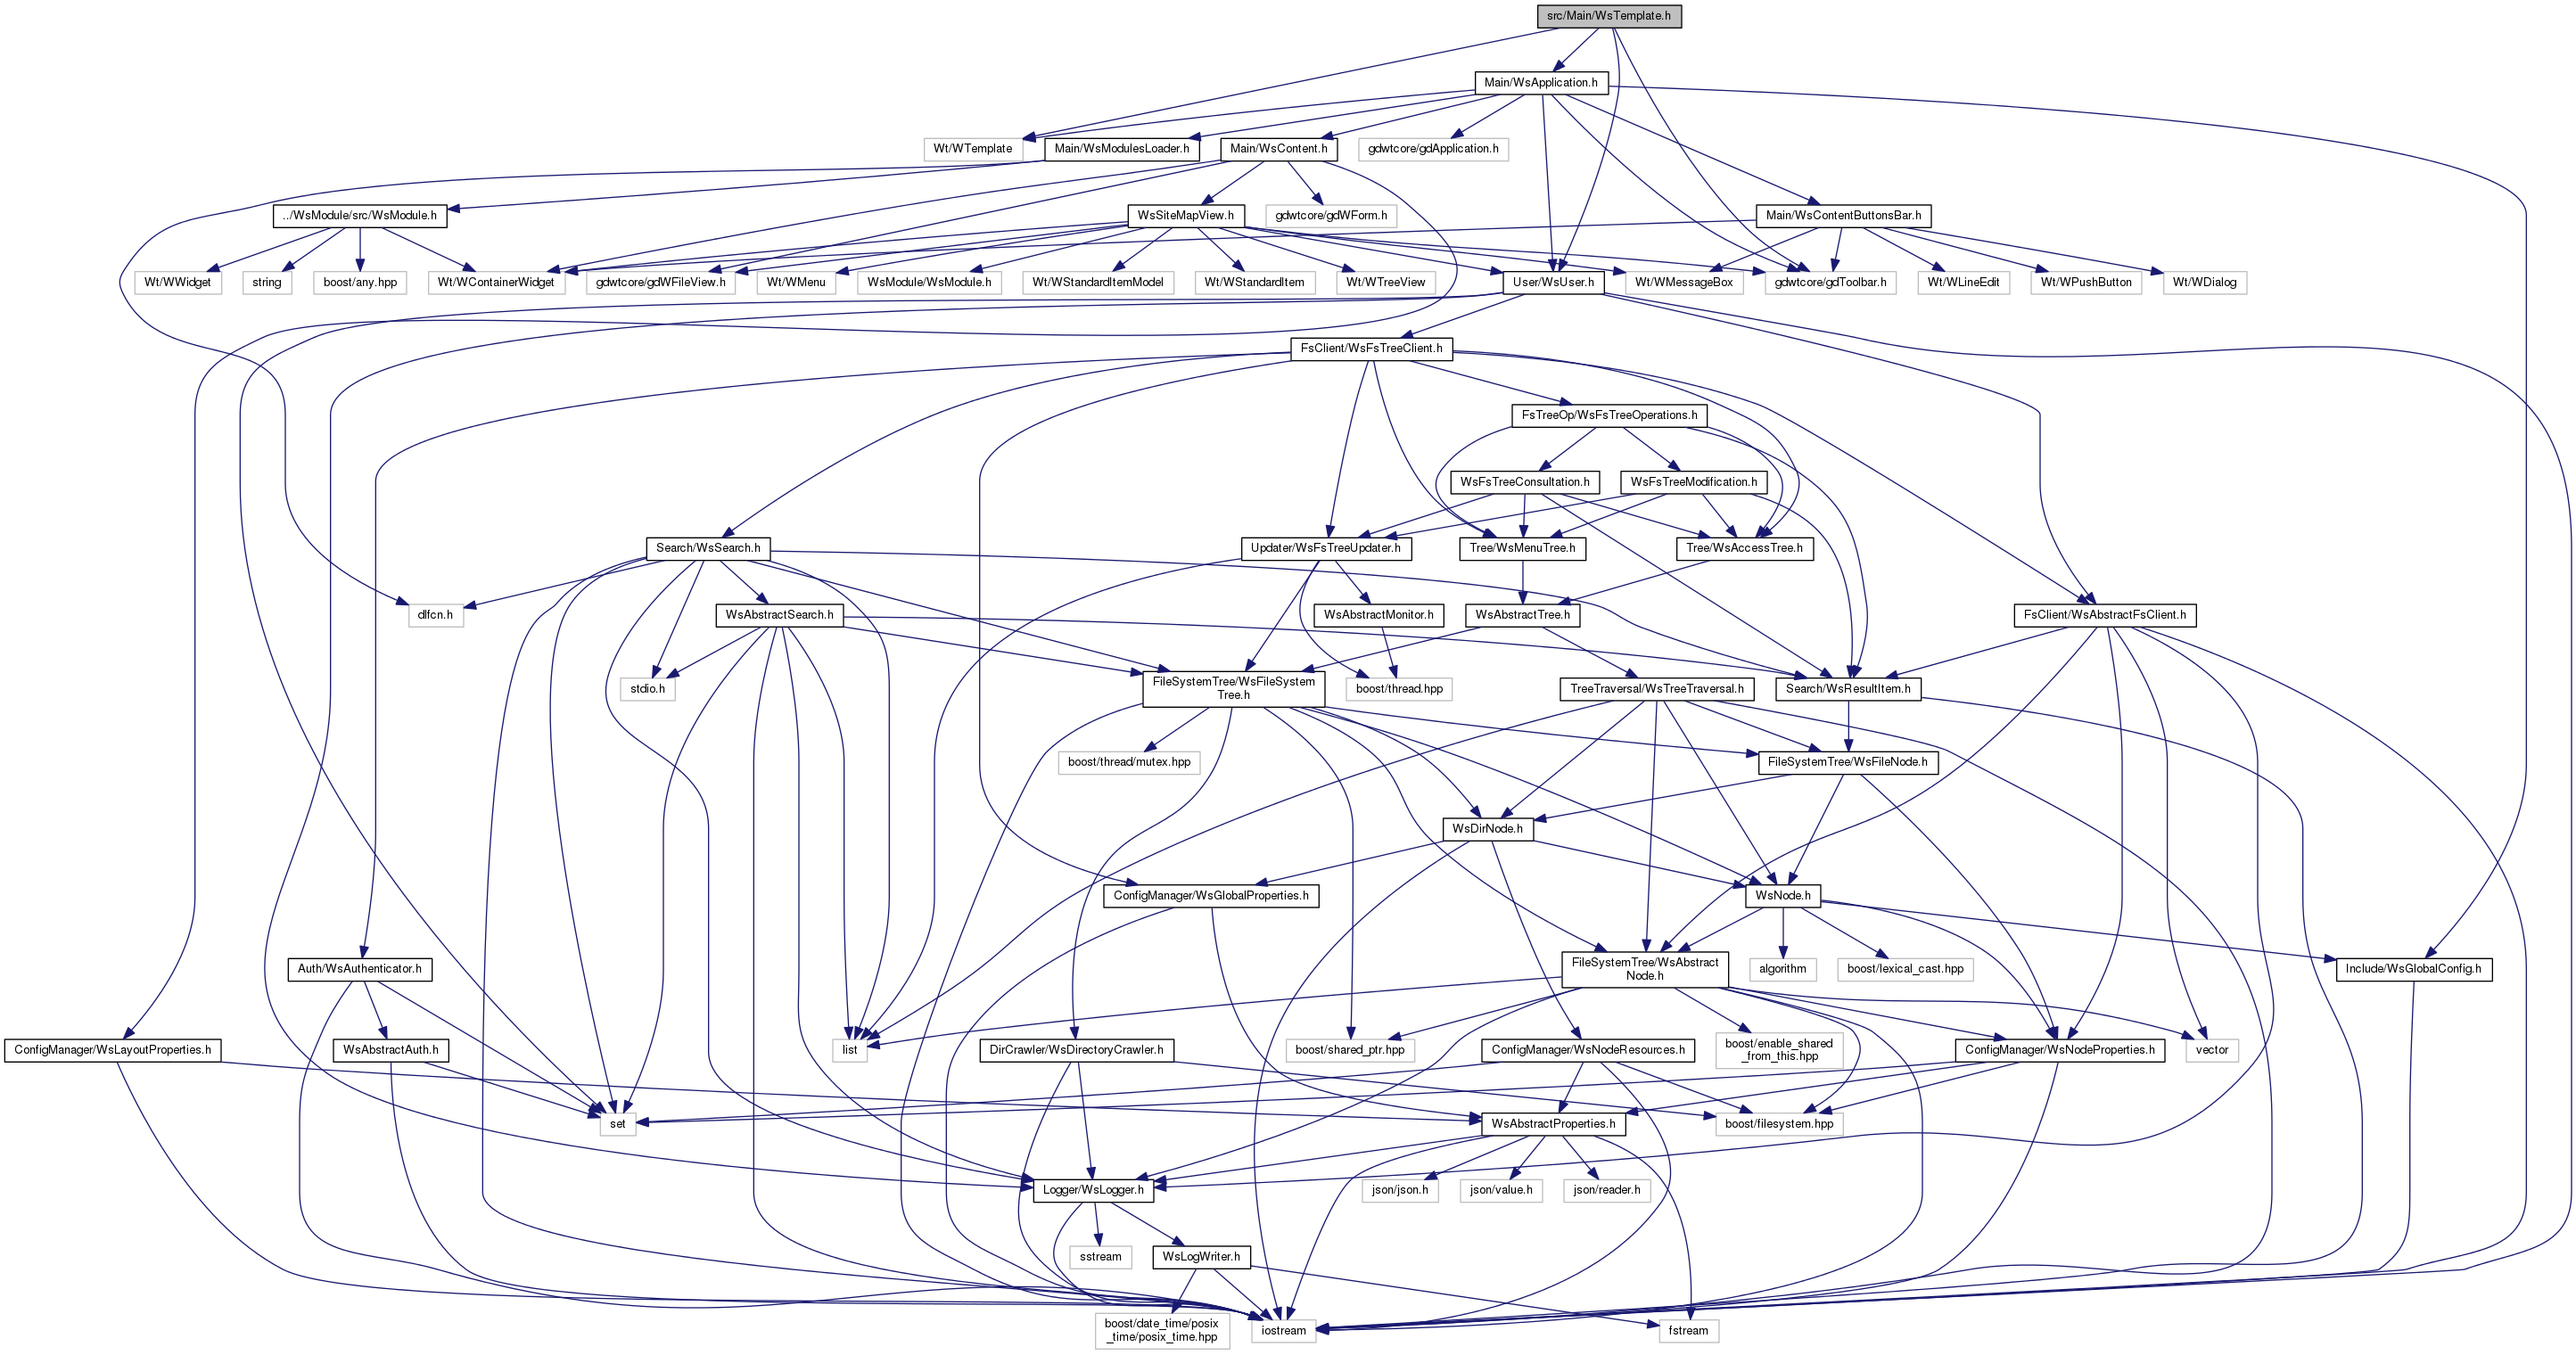 src/Main/WsTemplate.h
Main/WsApplication.h
Wt/WTemplate
Main/WsModulesLoader.h
Main/WsContent.h
gdwtcore/gdApplication.h
../WsModule/src/WsModule.h
WsSiteMapView.h
gdwtcore/gdWForm.h
Main/WsContentButtonsBar.h
Wt/WWidget
string
boost/any.hpp
Wt/WContainerWidget
gdwtcore/gdWFileView.h
Wt/WMenu
WsModule/WsModule.h
Wt/WStandardItemModel
Wt/WStandardItem
Wt/WTreeView
User/WsUser.h
Wt/WMessageBox
gdwtcore/gdToolbar.h
Wt/WLineEdit
Wt/WPushButton
Wt/WDialog
FsClient/WsFsTreeClient.h
FsTreeOp/WsFsTreeOperations.h
WsFsTreeConsultation.h
WsFsTreeModification.h
Search/WsSearch.h
Updater/WsFsTreeUpdater.h
Tree/WsMenuTree.h
Tree/WsAccessTree.h
dlfcn.h
WsAbstractSearch.h
WsAbstractMonitor.h
WsAbstractTree.h
FsClient/WsAbstractFsClient.h
stdio.h
FileSystemTree/WsFileSystem
Tree.h
boost/thread.hpp
TreeTraversal/WsTreeTraversal.h
Search/WsResultItem.h
boost/thread/mutex.hpp
FileSystemTree/WsFileNode.h
WsDirNode.h
ConfigManager/WsGlobalProperties.h
WsNode.h
Auth/WsAuthenticator.h
FileSystemTree/WsAbstract
Node.h
algorithm
boost/lexical_cast.hpp
Include/WsGlobalConfig.h
ConfigManager/WsLayoutProperties.h
WsAbstractAuth.h
list
DirCrawler/WsDirectoryCrawler.h
boost/shared_ptr.hpp
ConfigManager/WsNodeResources.h
boost/enable_shared
_from_this.hpp
ConfigManager/WsNodeProperties.h
vector
set
WsAbstractProperties.h
boost/filesystem.hpp
Logger/WsLogger.h
json/json.h
json/value.h
json/reader.h
sstream
WsLogWriter.h
boost/date_time/posix
_time/posix_time.hpp
iostream
fstream